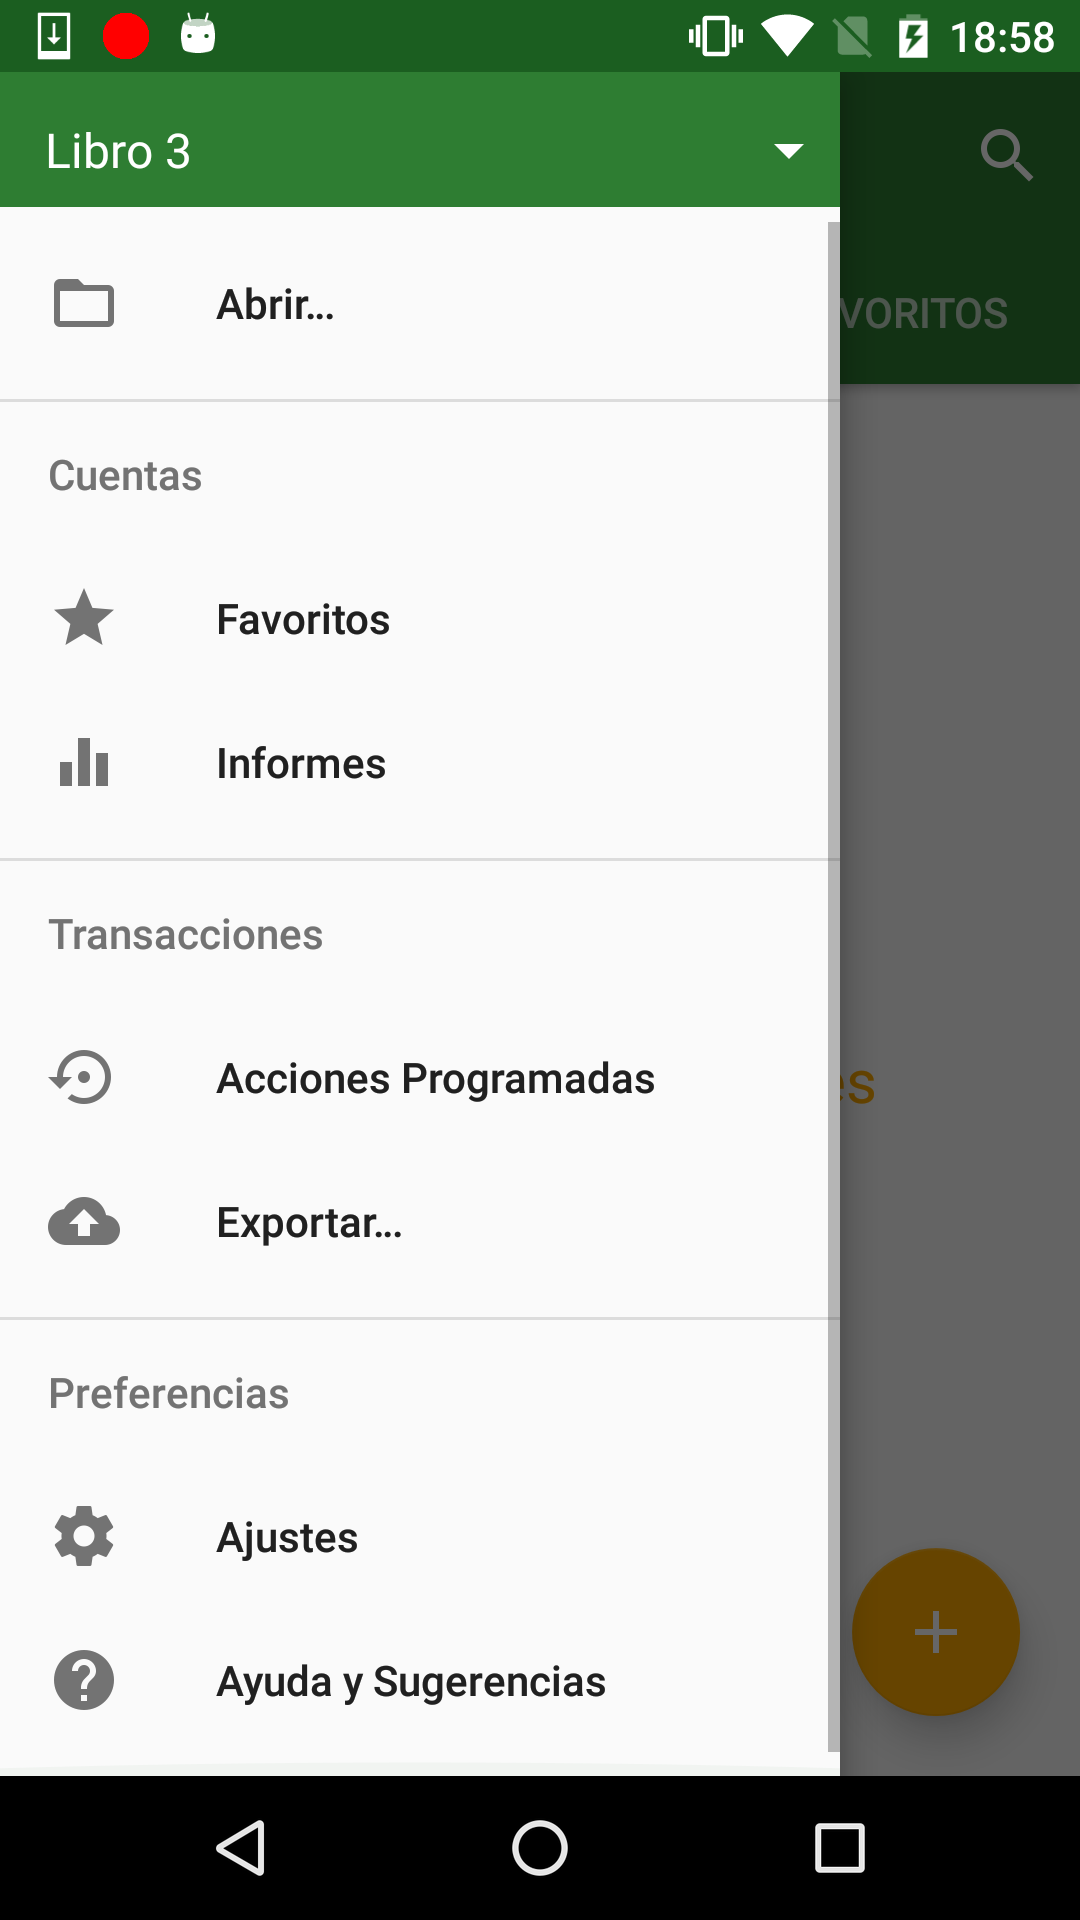 18:58
Libro 3
Abrir...
VORITOS
Cuentas
Favoritos
Informes
Transacciones
Acciones Programadas
es
Exportar...
Preferencias
Ajustes
Ayuda y Sugerencias